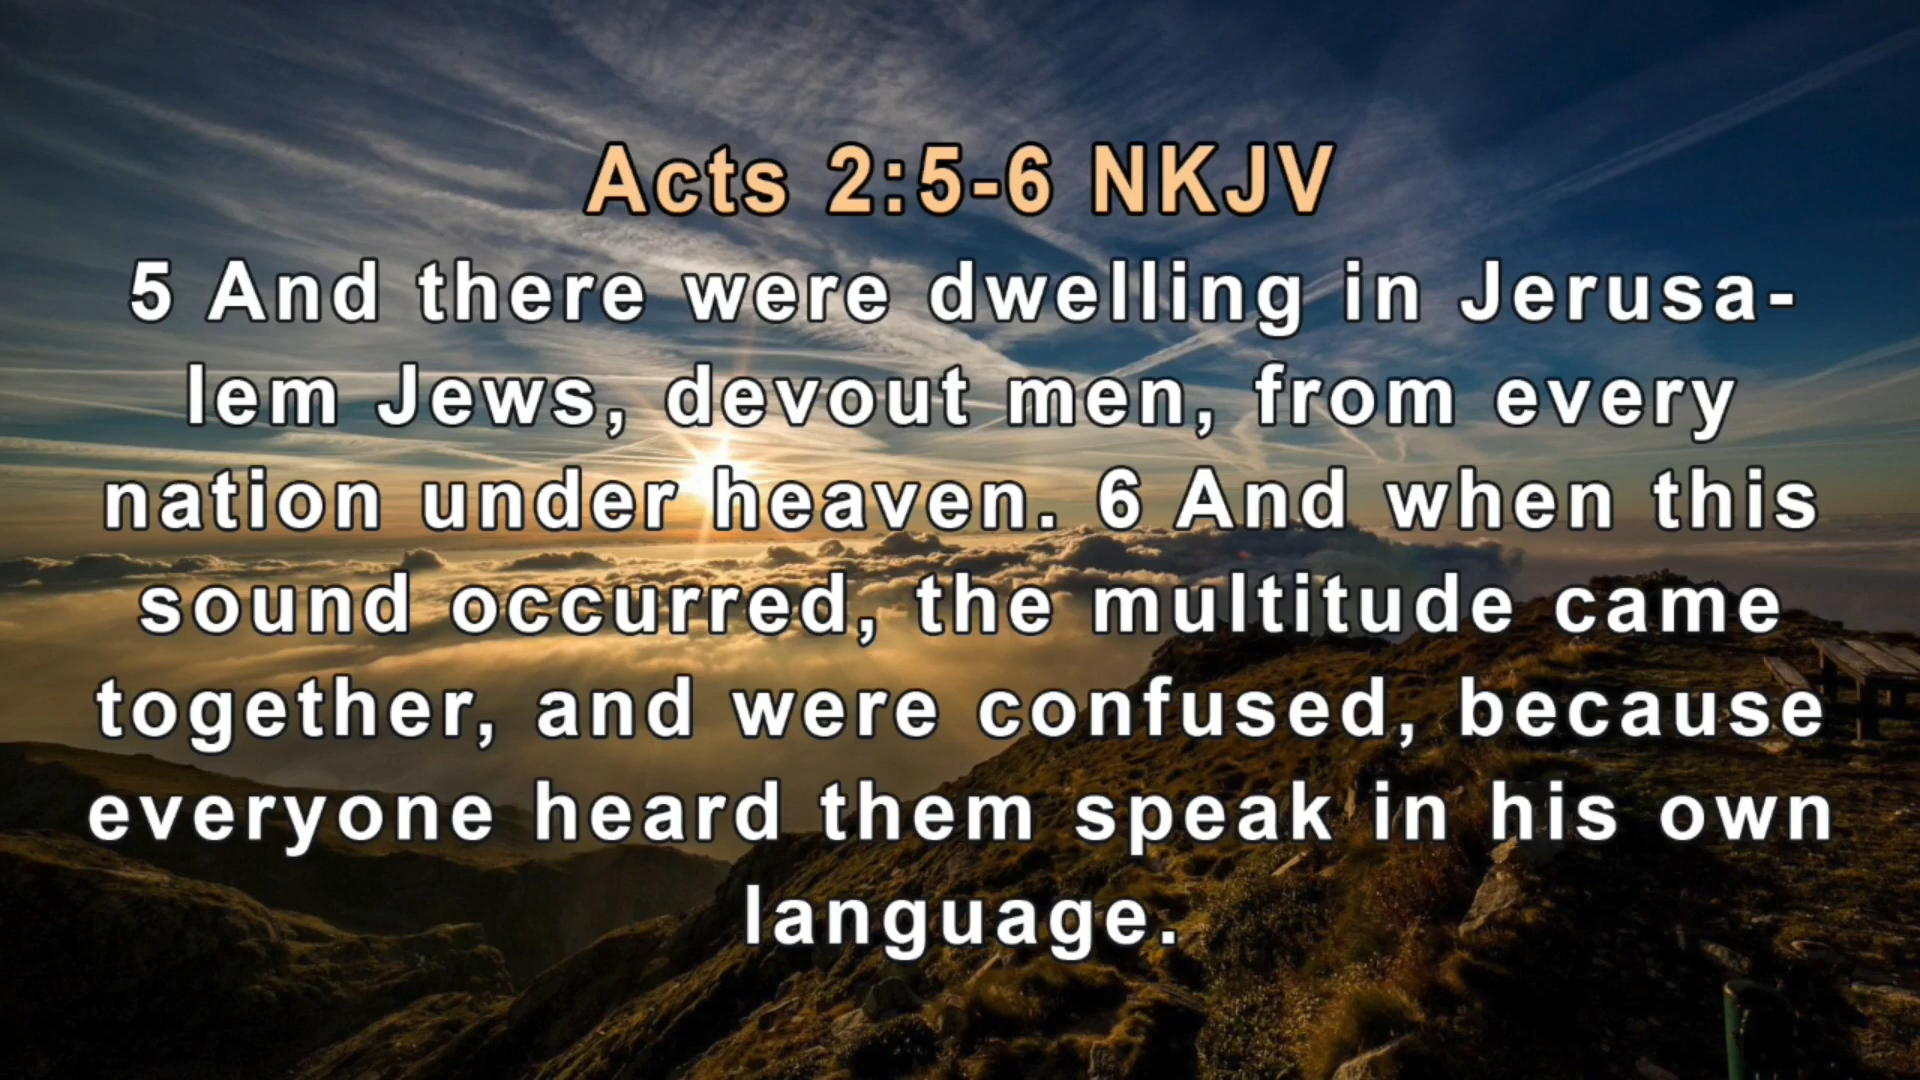 Acts 2:5-6 NKJV
5 And there were dwelling in Jerusa-
lem Jews, devout men, from every
nation under heaven. 6 And when this
sound occurred, the multitude came
together, and were confused, because
everyone heard them speak in his own
language.